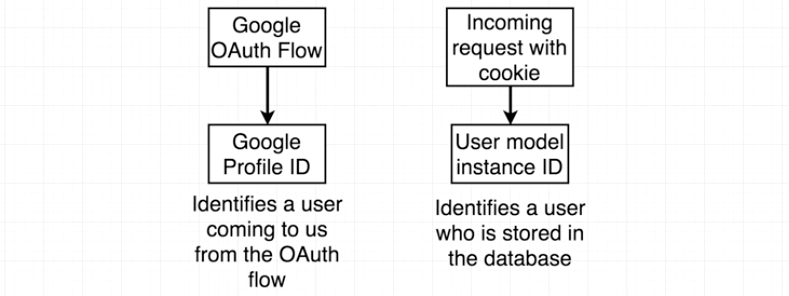 Google
OAuth Flow
Google
Profile ID
Identifies a user
coming to us
from the OAuth
flow
Incoming
request with
cookie
User model
instance ID
Identifies a user
who is stored in
the database